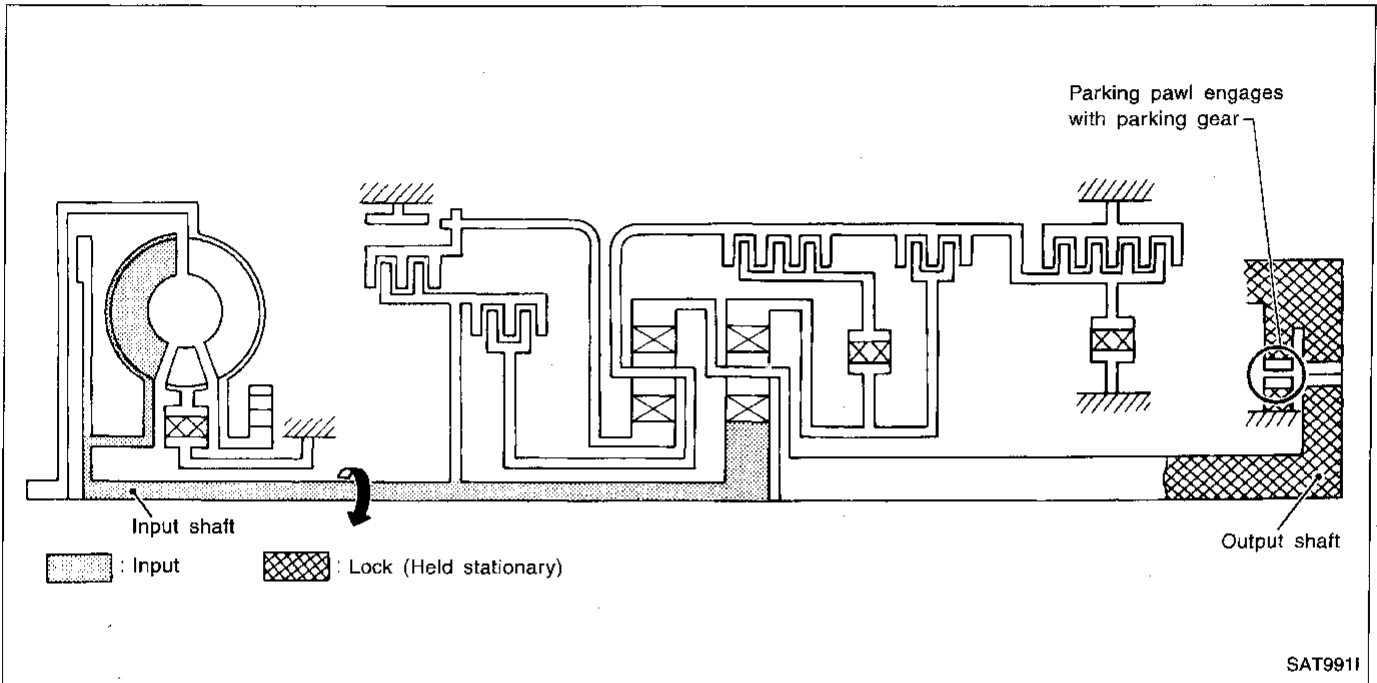 Parking pawl engages
with parking gear
Input shaft
: Input
: Lock (Held stationary)
Output shaft
SAT991I